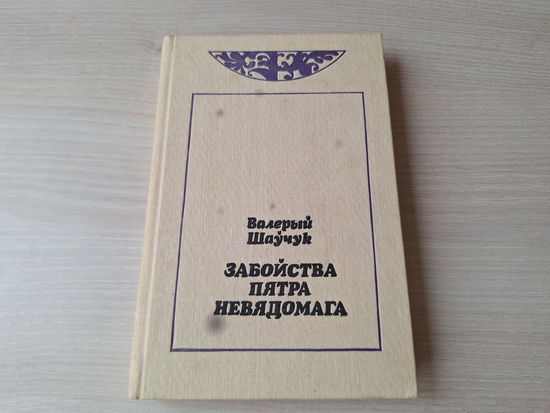 Валерый
Шаўчук
ЗАБОЙСТВА
ПЯТРА
НЕВЯДОМАГА